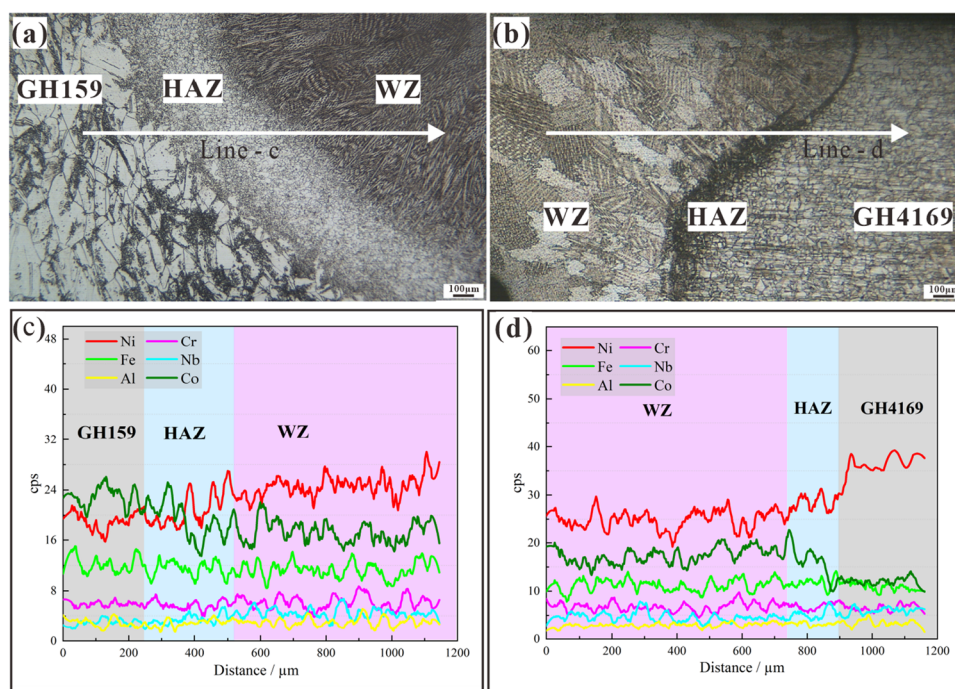 (a)
GH159
HAZ
WZ
Line - c
100μm
(b)
Line - d
WZ
HAZ
GH4169
100μm
(c)
48
40
32
24
16
8
0
cps
Ni
Fe
Al
Cr
Nb
Co
GH159
HAZ
WZ
0
200
400
600
800
1000
1200
Distance / μm
(d)
60
50
40
30
20
10
0
cps
Ni
Fe
Al
Cr
Nb
Co
WZ
HAZ
GH4169
0
200
400
600
800
1000
1200
Distance / μm